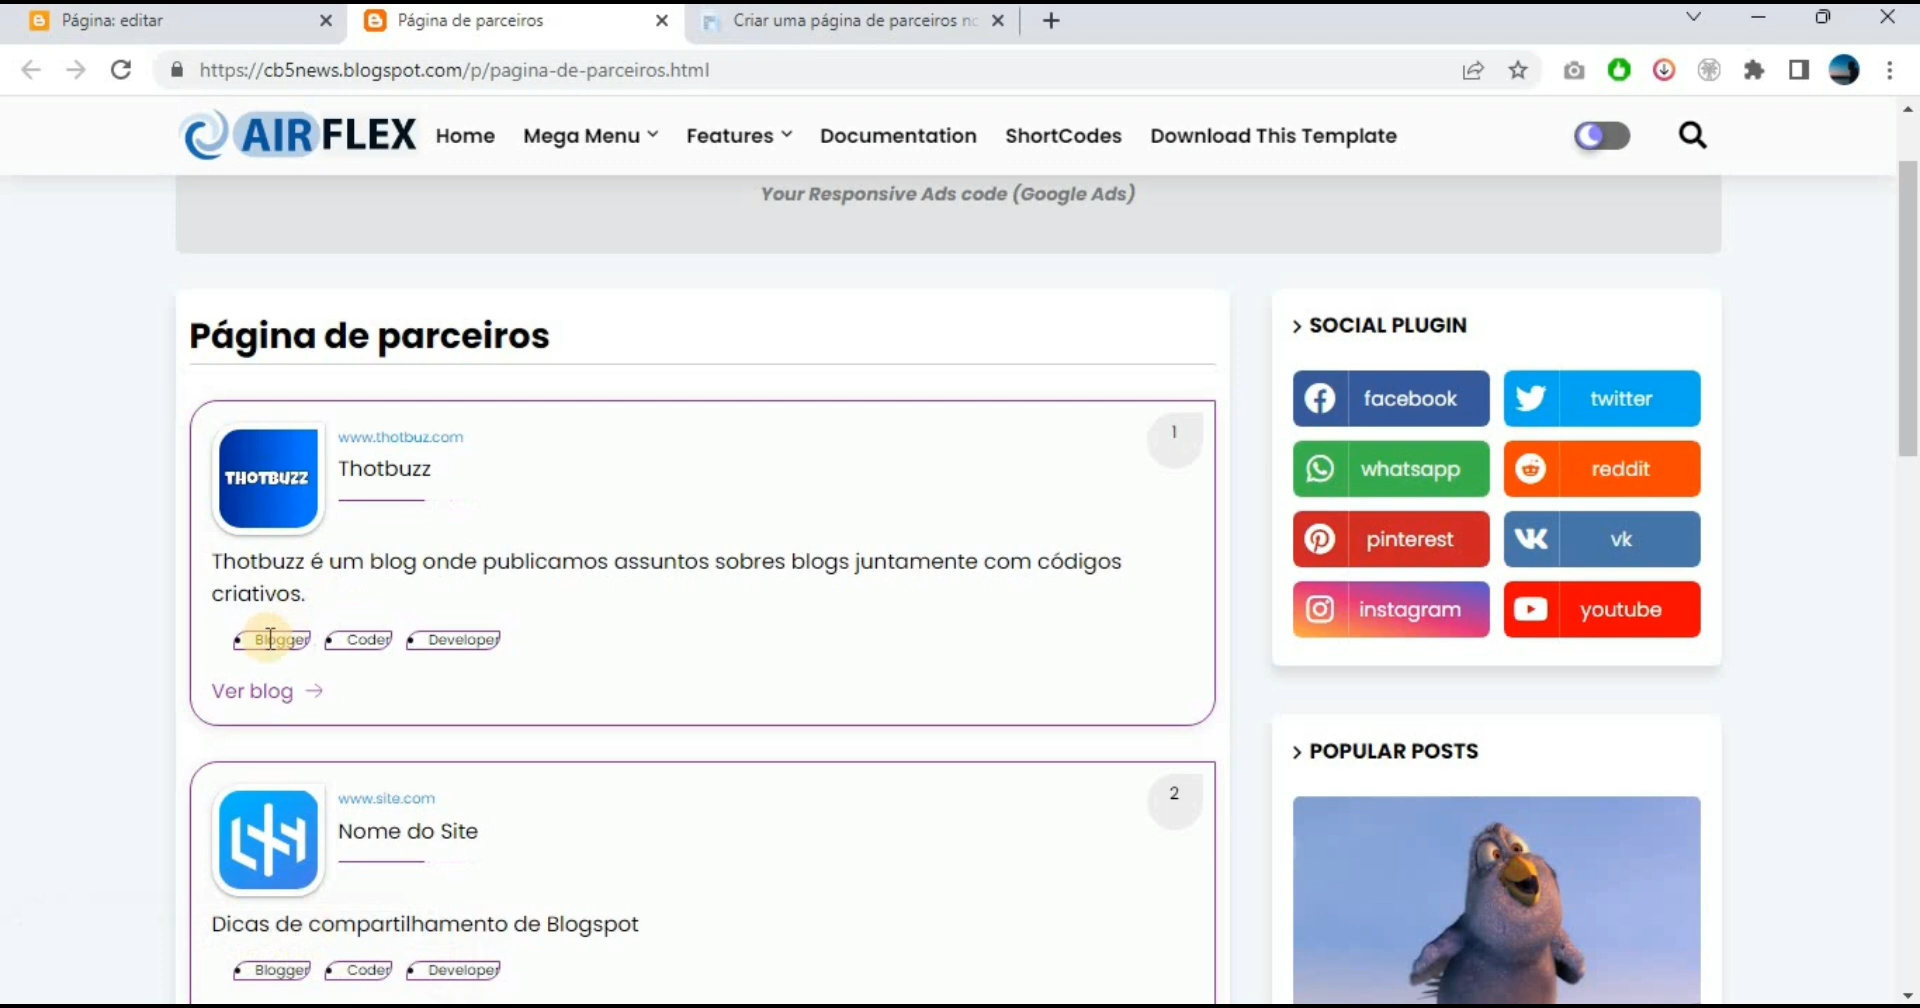 Página: editar
Página de parceiros
Criar uma página de parceiros no
https://cb5news.blogspot.com/p/pagina-de-parceiros.html
AIRFLEX Home Mega Menu Features Documentation ShortCodes Download This Template
Your Responsive Ads code (Google Ads)
Página de parceiros
1
www.thotbuz.com
THOTBUZZ
Thotbuzz
Thotbuzz é um blog onde publicamos assuntos sobres blogs juntamente com códigos
criativos.
Blogger Coder Developer
Ver blog
2
www.site.com
Nome do Site
Dicas de compartilhamento de Blogspot
Blogger Coder Developer
SOCIAL PLUGIN
facebook twitter
whatsapp reddit
pinterest vk
instagram youtube
POPULAR POSTS